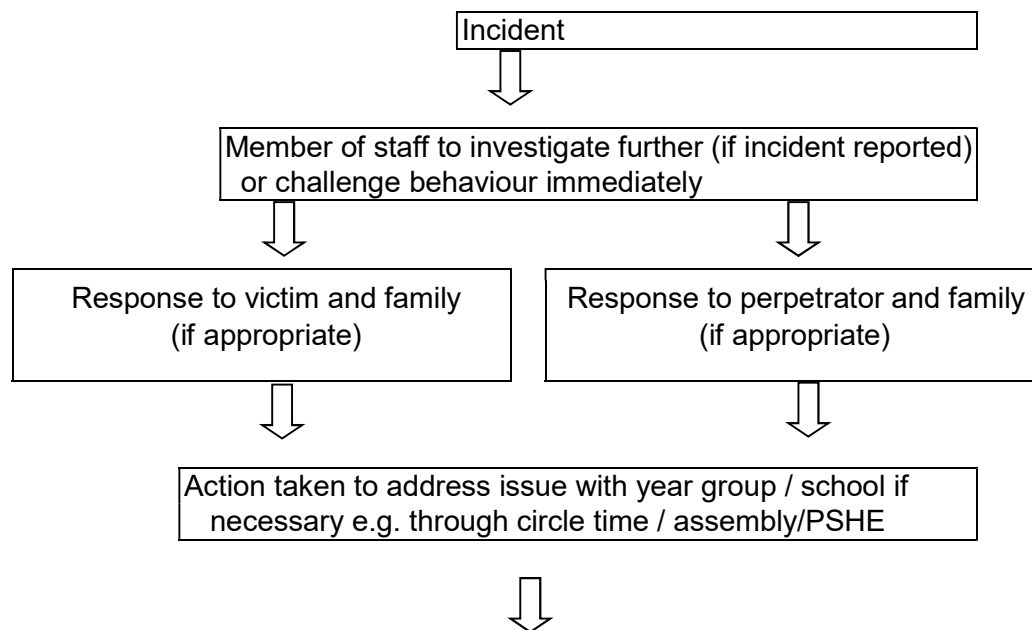 Incident
Member of staff to investigate further (if incident reported)
or challenge behaviour immediately
Response to victim and family
(if appropriate)
Response to perpetrator and family
(if appropriate)
Action taken to address issue with year group / school if
necessary e.g. through circle time / assembly/PSHE